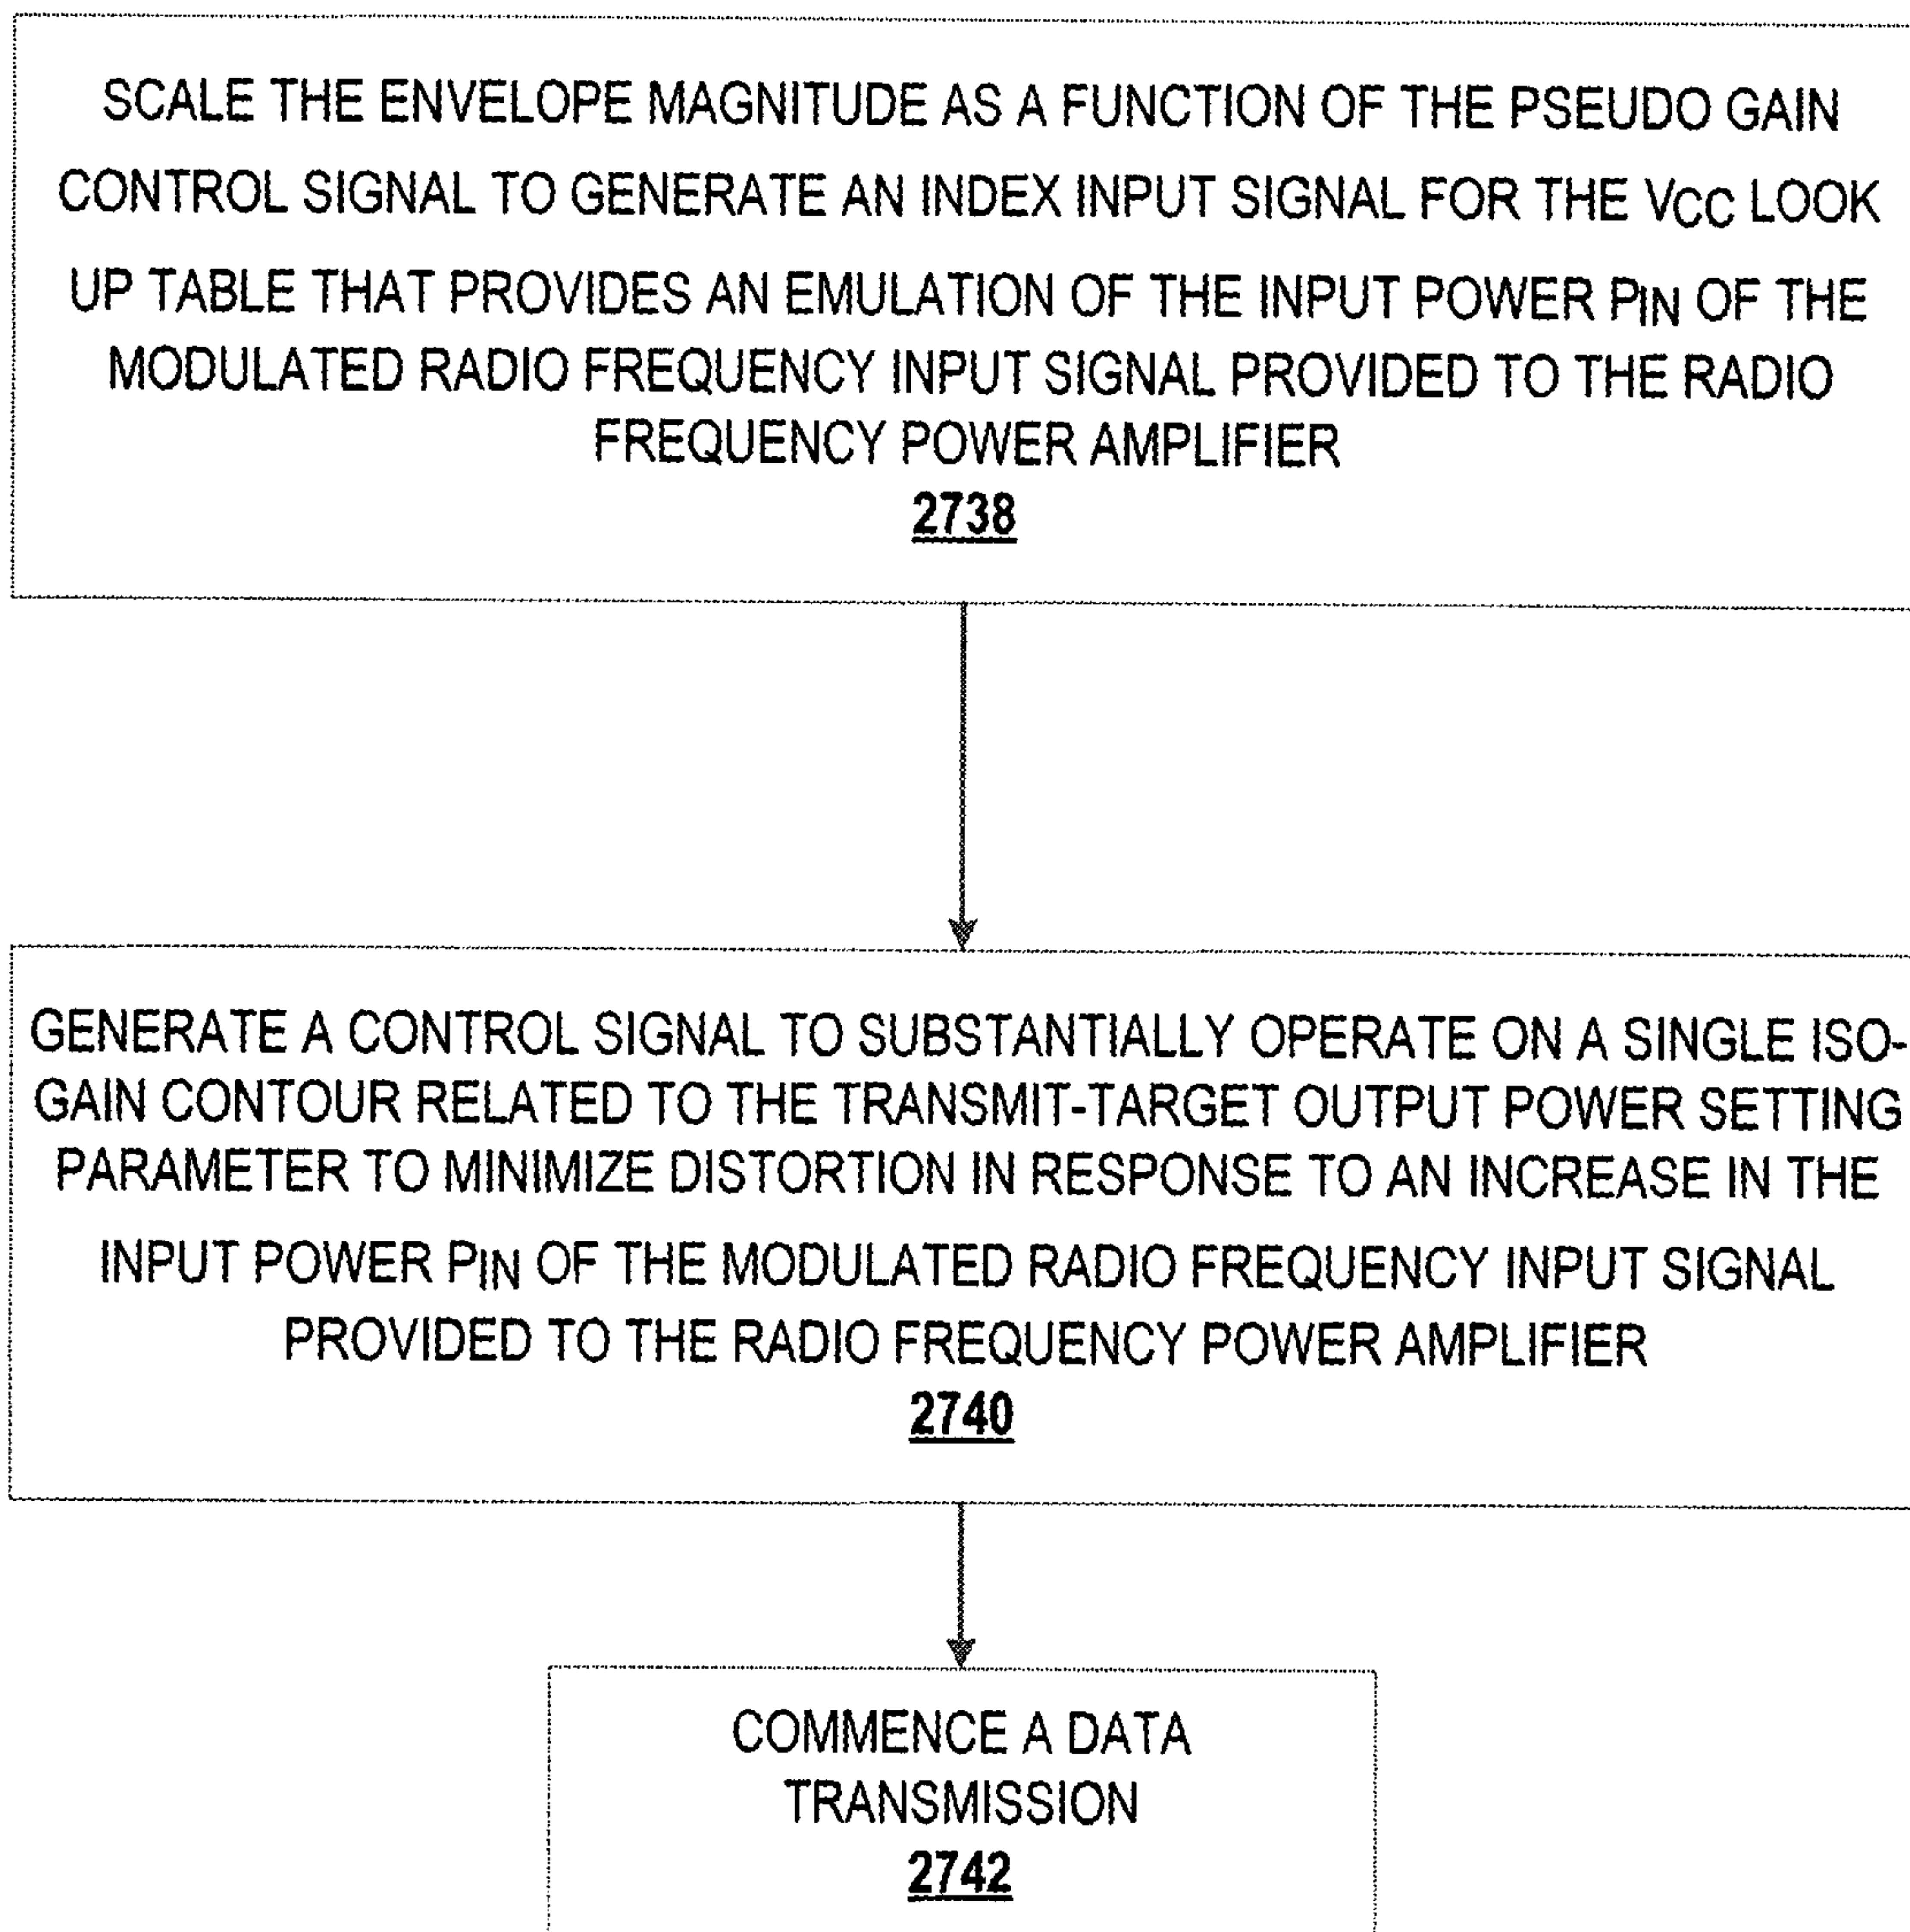 SCALE THE ENVELOPE MAGNITUDE AS A FUNCTION OF THE PSEUDO GAIN
CONTROL SIGNAL TO GENERATE AN INDEX INPUT SIGNAL FOR THE VCC LOOK
UP TABLE THAT PROVIDES AN EMULATION OF THE INPUT POWER PIN OF THE
MODULATED RADIO FREQUENCY INPUT SIGNAL PROVIDED TO THE RADIO
FREQUENCY POWER AMPLIFIER
2738
GENERATE A CONTROL SIGNAL TO SUBSTANTIALLY OPERATE ON A SINGLE ISO-
GAIN CONTOUR RELATED TO THE TRANSMIT-TARGET OUTPUT POWER SETTING
PARAMETER TO MINIMIZE DISTORTION IN RESPONSE TO AN INCREASE IN THE
INPUT POWER PIN OF THE MODULATED RADIO FREQUENCY INPUT SIGNAL
PROVIDED TO THE RADIO FREQUENCY POWER AMPLIFIER
2740
COMMENCE A DATA
TRANSMISSION
2742